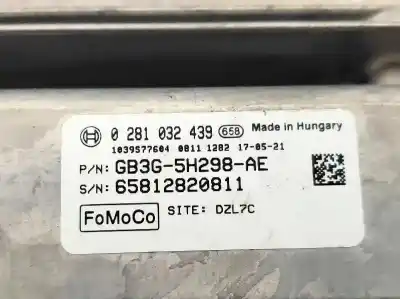 0 281 032 439 658 Made in Hungary
1039S77604 0811 1282 17-05-21
P/N: GB3G-5H298-AE
S/N: 65812820811
FoMoCo SITE: DZL7C